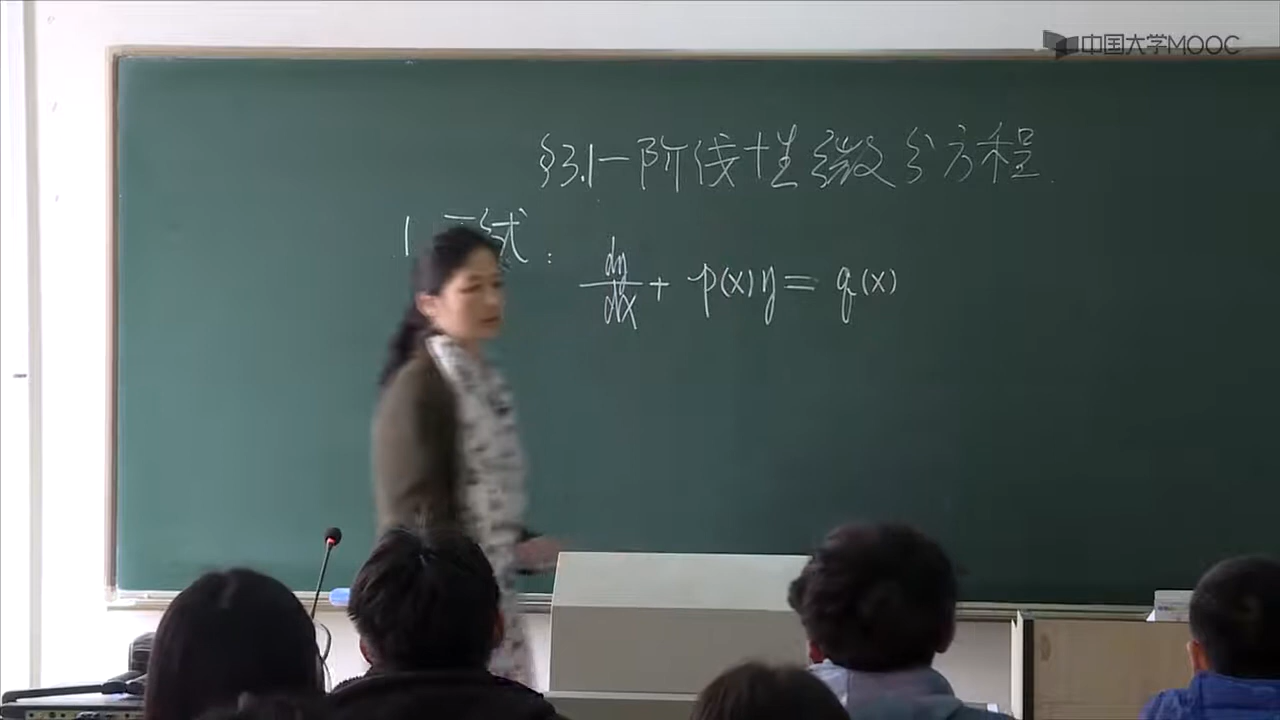 中国大学MOOC
§3.1 一阶线性微分方程.
1 式:
dy/dx + p(x)y = q(x)